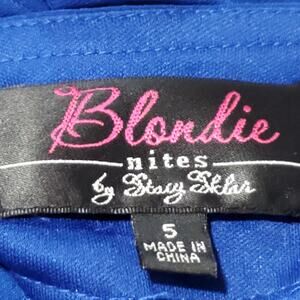 Blondie
nites
by Stacy Sklar
5
MADE IN
CHINA